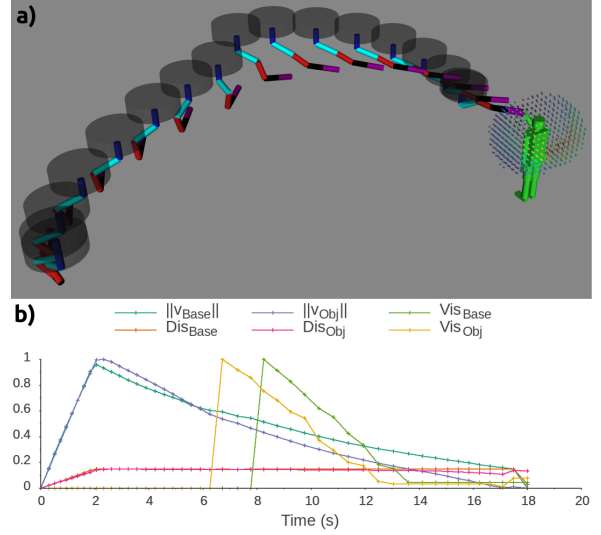 a)
b)
||vBase|| ||vObj|| VisBase
DisBase DisObj VisObj
1
0.8
0.6
0.4
0.2
0
0 2 4 6 8 10 12 14 16 18 20
Time (s)